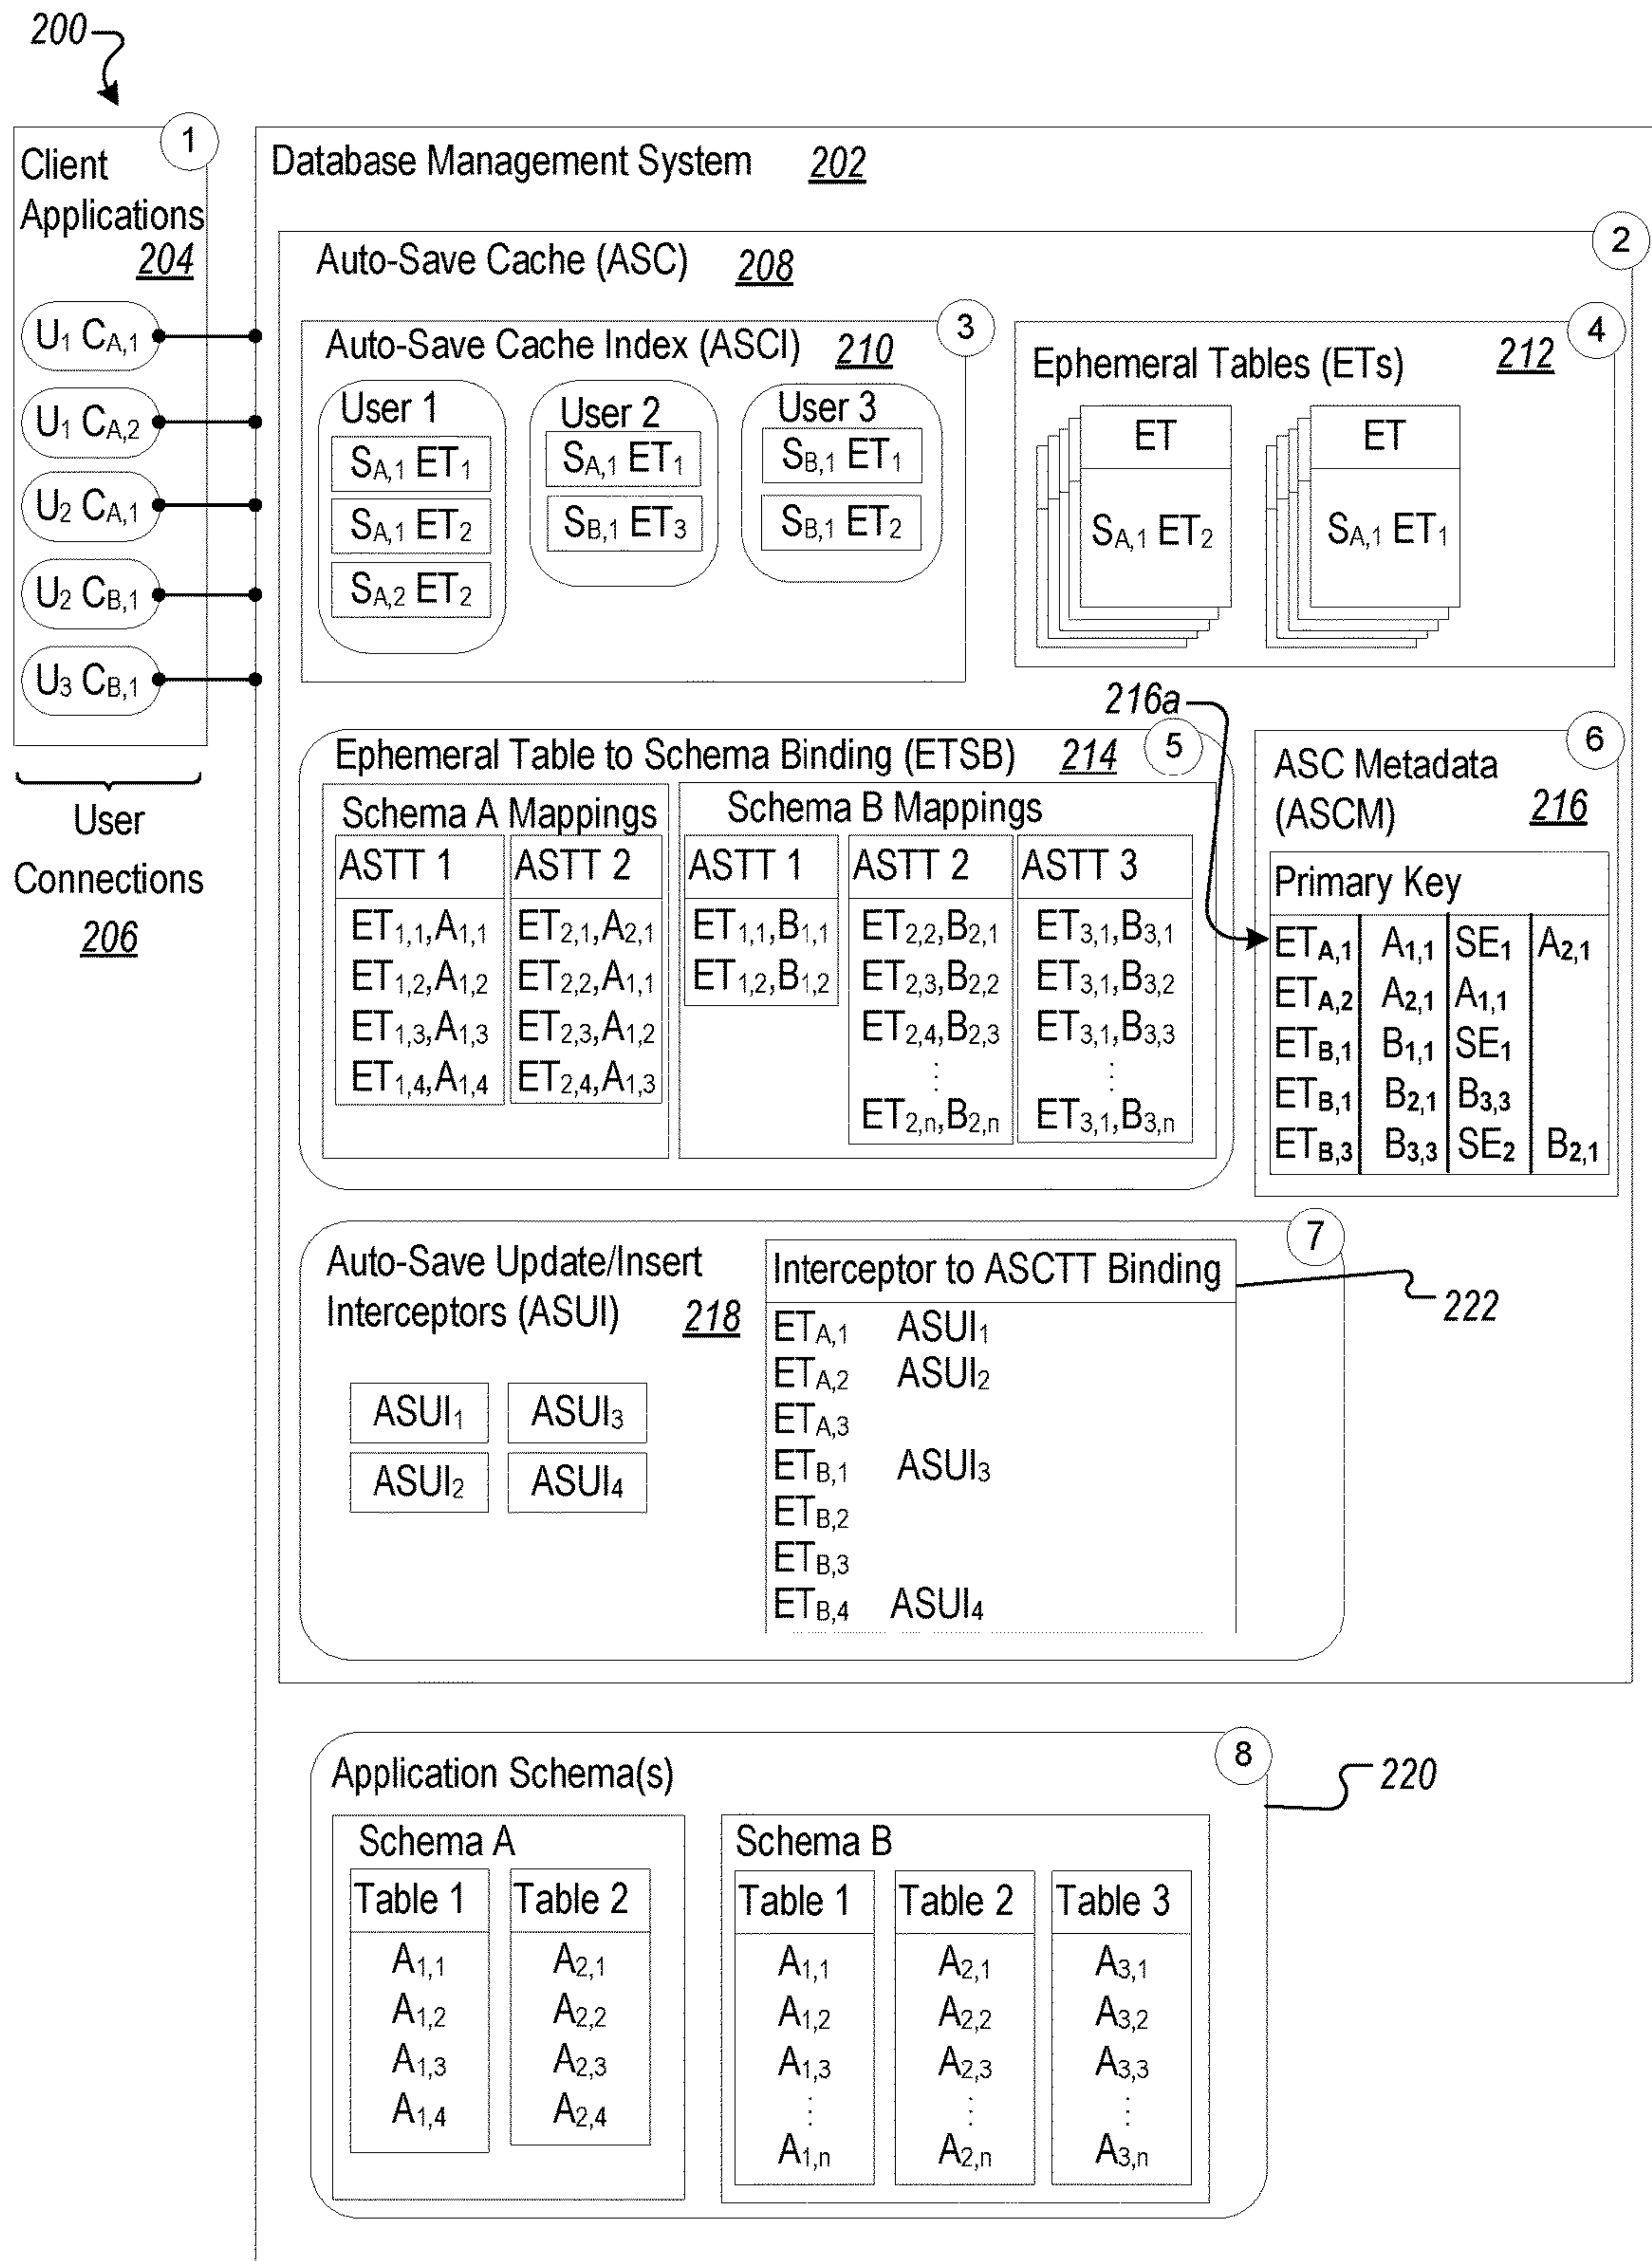 200
1
Client
Applications
204
U1 CA,1
U1 CA,2
U2 CA,1
U2 CB,1
U3 CB,1
User
Connections
206
Database Management System 202
2
Auto-Save Cache (ASC) 208
3
Auto-Save Cache Index (ASCI) 210
User 1
SA,1 ET1
SA,1 ET2
SA,2 ET2
User 2
SA,1 ET1
SB,1 ET3
User 3
SB,1 ET1
SB,1 ET2
4
Ephemeral Tables (ETs) 212
ET
SA,1 ET2
ET
SA,1 ET1
216a
5
Ephemeral Table to Schema Binding (ETSB) 214
Schema A Mappings
ASTT 1
ET1,1,A1,1
ET1,2,A1,2
ET1,3,A1,3
ET1,4,A1,4
ASTT 2
ET2,1,A2,1
ET2,2,A1,1
ET2,3,A1,2
ET2,4,A1,3
Schema B Mappings
ASTT 1
ET1,1,B1,1
ET1,2,B1,2
ASTT 2
ET2,2,B2,1
ET2,3,B2,2
ET2,4,B2,3
⋮
ET2,n,B2,n
ASTT 3
ET3,1,B3,1
ET3,1,B3,2
ET3,1,B3,3
⋮
ET3,1,B3,n
6
ASC Metadata
(ASCM) 216
Primary Key
ETA,1 A1,1 SE1 A2,1
ETA,2 A2,1 A1,1
ETB,1 B1,1 SE1
ETB,1 B2,1 B3,3
ETB,3 B3,3 SE2 B2,1
7
Auto-Save Update/Insert
Interceptors (ASUI) 218
ASUI1 ASUI3
ASUI2 ASUI4
Interceptor to ASCTT Binding
222
ETA,1 ASUI1
ETA,2 ASUI2
ETA,3
ETB,1 ASUI3
ETB,2
ETB,3
ETB,4 ASUI4
8
220
Application Schema(s)
Schema A
Table 1
A1,1
A1,2
A1,3
A1,4
Table 2
A2,1
A2,2
A2,3
A2,4
Schema B
Table 1
A1,1
A1,2
A1,3
⋮
A1,n
Table 2
A2,1
A2,2
A2,3
⋮
A2,n
Table 3
A3,1
A3,2
A3,3
⋮
A3,n